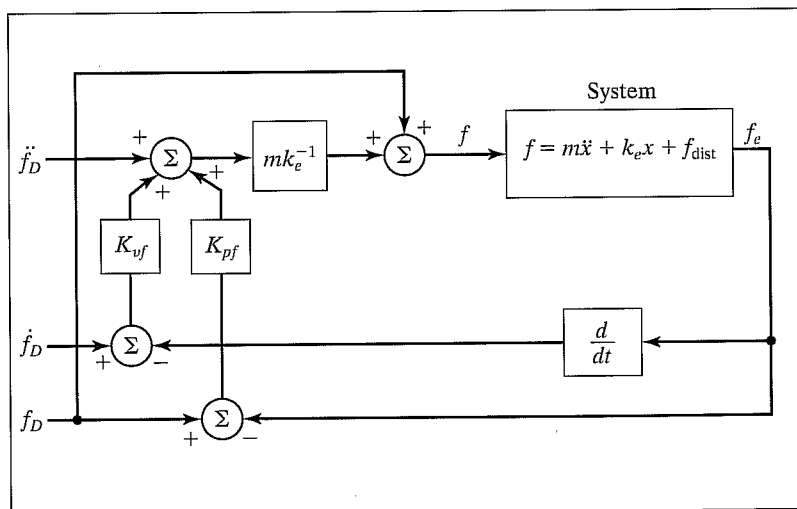 System
f̈_D
+
+
+
Σ
mk_e^{-1}
+
+
Σ
f
f = mẍ + k_e x + f_dist
f_e
K_vf
K_pf
ḟ_D
+
Σ
−
d/dt
f_D
+
Σ
−